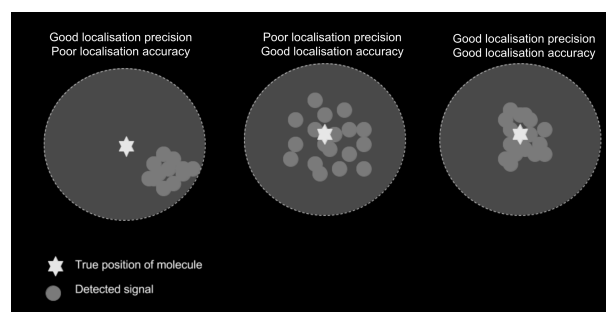 Good localisation precision
Poor localisation accuracy
Poor localisation precision
Good localisation accuracy
Good localisation precision
Good localisation accuracy
True position of molecule
Detected signal